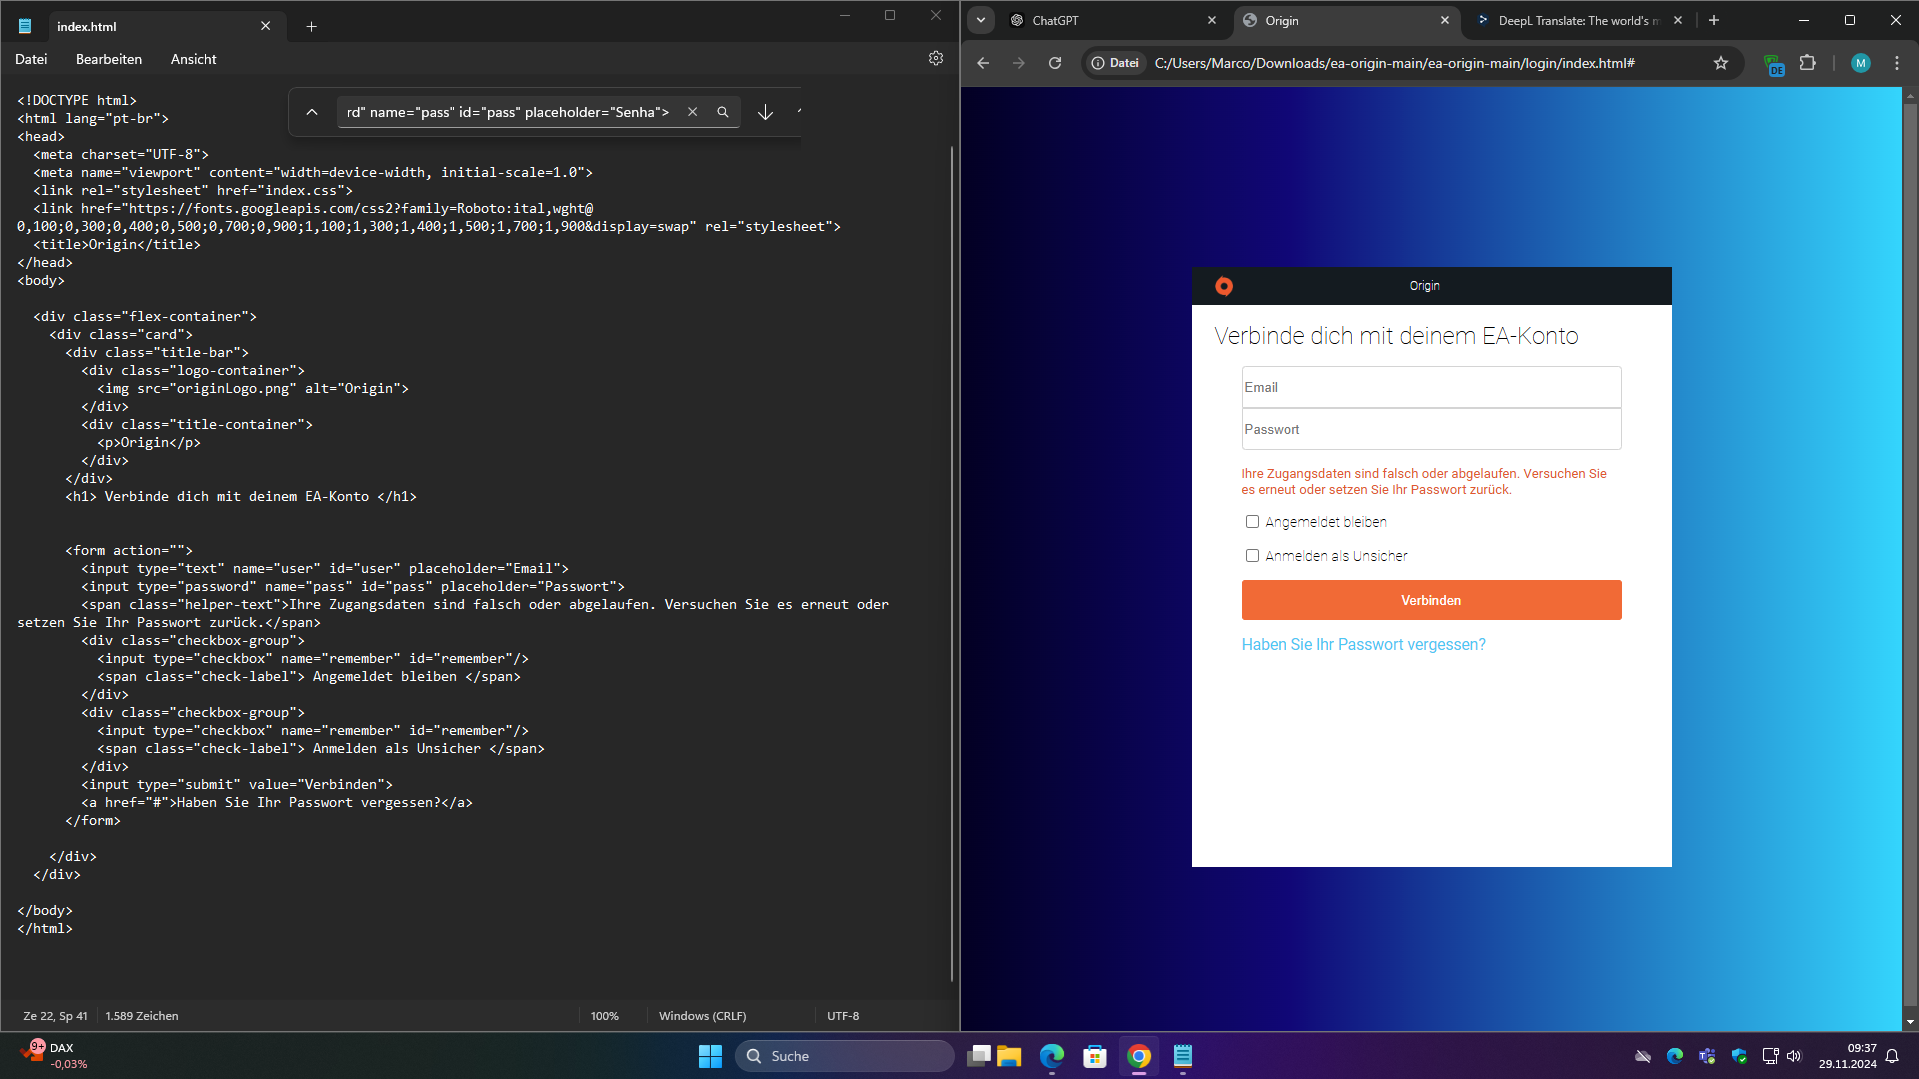 index.html
Datei Bearbeiten Ansicht
rd" name="pass" id="pass" placeholder="Senha">
<!DOCTYPE html>
<html lang="pt-br">
<head>
<meta charset="UTF-8">
<meta name="viewport" content="width=device-width, initial-scale=1.0">
<link rel="stylesheet" href="index.css">
<link href="https://fonts.googleapis.com/css2?family=Roboto:ital,wght@
0,100;0,300;0,400;0,500;0,700;0,900;1,100;1,300;1,400;1,500;1,700;1,900&display=swap" rel="stylesheet">
<title>Origin</title>
</head>
<body>
<div class="flex-container">
<div class="card">
<div class="title-bar">
<div class="logo-container">
<img src="originLogo.png" alt="Origin">
</div>
<div class="title-container">
<p>Origin</p>
</div>
</div>
<h1> Verbinde dich mit deinem EA-Konto </h1>
<form action="">
<input type="text" name="user" id="user" placeholder="Email">
<input type="password" name="pass" id="pass" placeholder="Passwort">
<span class="helper-text">Ihre Zugangsdaten sind falsch oder abgelaufen. Versuchen Sie es erneut oder
setzen Sie Ihr Passwort zurück.</span>
<div class="checkbox-group">
<input type="checkbox" name="remember" id="remember"/>
<span class="check-label"> Angemeldet bleiben </span>
</div>
<div class="checkbox-group">
<input type="checkbox" name="remember" id="remember"/>
<span class="check-label"> Anmelden als Unsicher </span>
</div>
<input type="submit" value="Verbinden">
<a href="#">Haben Sie Ihr Passwort vergessen?</a>
</form>
</div>
</div>
</body>
</html>
Ze 22, Sp 41 1.589 Zeichen 100% Windows (CRLF) UTF-8
ChatGPT Origin DeepL Translate: The world's m
Datei C:/Users/Marco/Downloads/ea-origin-main/ea-origin-main/login/index.html# DE M
Origin
Verbinde dich mit deinem EA-Konto
Email
Passwort
Ihre Zugangsdaten sind falsch oder abgelaufen. Versuchen Sie
es erneut oder setzen Sie Ihr Passwort zurück.
Angemeldet bleiben
Anmelden als Unsicher
Verbinden
Haben Sie Ihr Passwort vergessen?
9+ DAX
-0,03%
Suche
09:37
29.11.2024